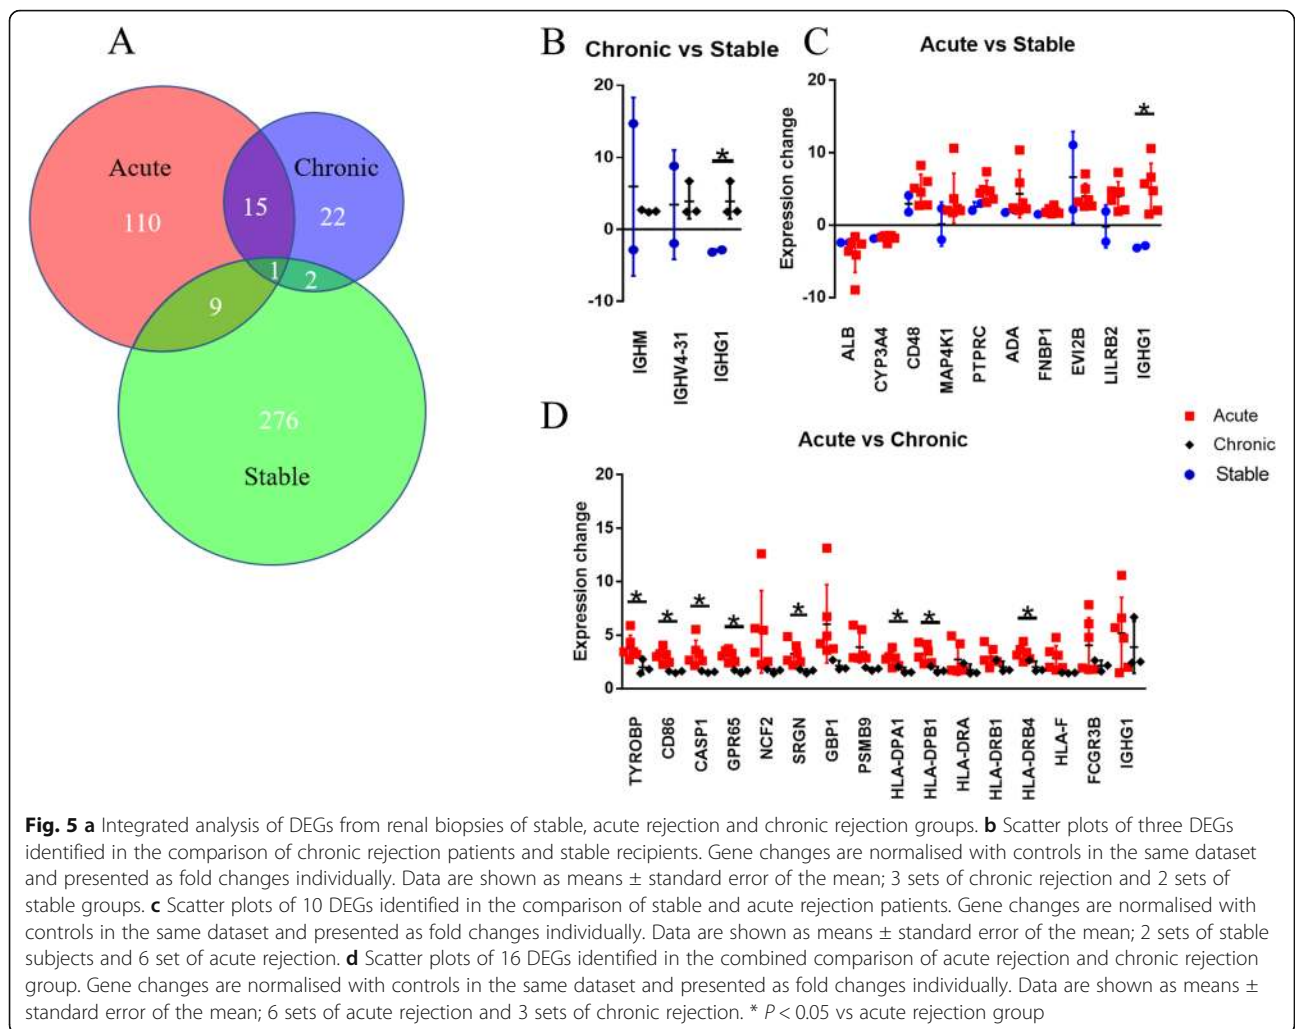 A
Acute
110
15
Chronic
22
1
2
9
276
Stable
B
Chronic vs Stable
20
10
0
-10
*
IGHM
IGHV4-31
IGHG1
C
Acute vs Stable
Expression change
20
10
0
-10
*
ALB
CYP3A4
CD48
MAP4K1
PTPRC
ADA
FNBP1
EVI2B
LILRB2
IGHG1
Acute
Chronic
Stable
D
Acute vs Chronic
Expression change
20
15
10
5
0
* * * * * * * *
TYROBP
CD86
CASP1
GPR65
NCF2
SRGN
GBP1
PSMB9
HLA-DPA1
HLA-DPB1
HLA-DRA
HLA-DRB1
HLA-DRB4
HLA-F
FCGR3B
IGHG1
Fig. 5 a Integrated analysis of DEGs from renal biopsies of stable, acute rejection and chronic rejection groups. b Scatter plots of three DEGs
identified in the comparison of chronic rejection patients and stable recipients. Gene changes are normalised with controls in the same dataset
and presented as fold changes individually. Data are shown as means ± standard error of the mean; 3 sets of chronic rejection and 2 sets of
stable groups. c Scatter plots of 10 DEGs identified in the comparison of stable and acute rejection patients. Gene changes are normalised with
controls in the same dataset and presented as fold changes individually. Data are shown as means ± standard error of the mean; 2 sets of stable
subjects and 6 set of acute rejection. d Scatter plots of 16 DEGs identified in the combined comparison of acute rejection and chronic rejection
group. Gene changes are normalised with controls in the same dataset and presented as fold changes individually. Data are shown as means ±
standard error of the mean; 6 sets of acute rejection and 3 sets of chronic rejection. * P < 0.05 vs acute rejection group